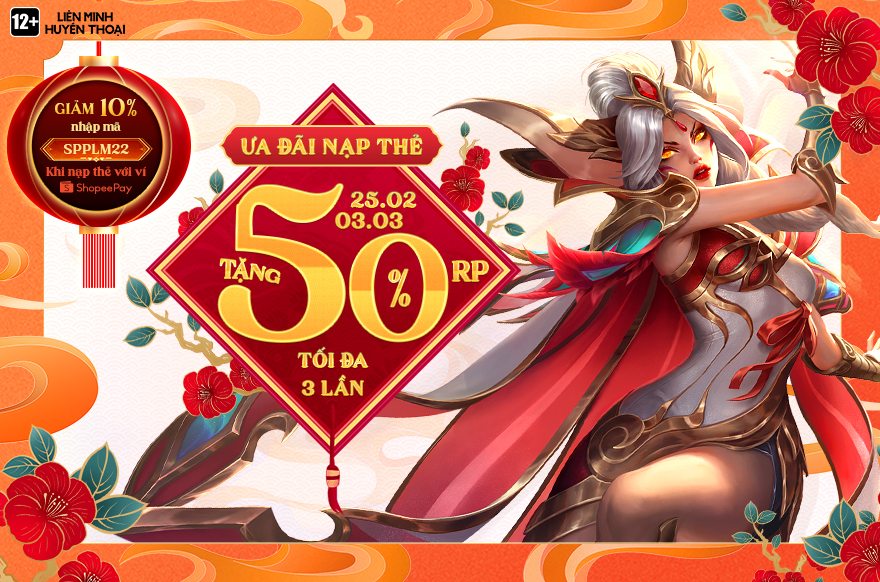 12+
LIÊN MINH
HUYỀN THOẠI
GIẢM 10%
nhập mã
SPPLM22
Khi nạp thẻ với ví
ShopeePay
ƯA ĐÃI NẠP THẺ
25.02
03.03
TẶNG 50% RP
TỐI ĐA
3 LẦN